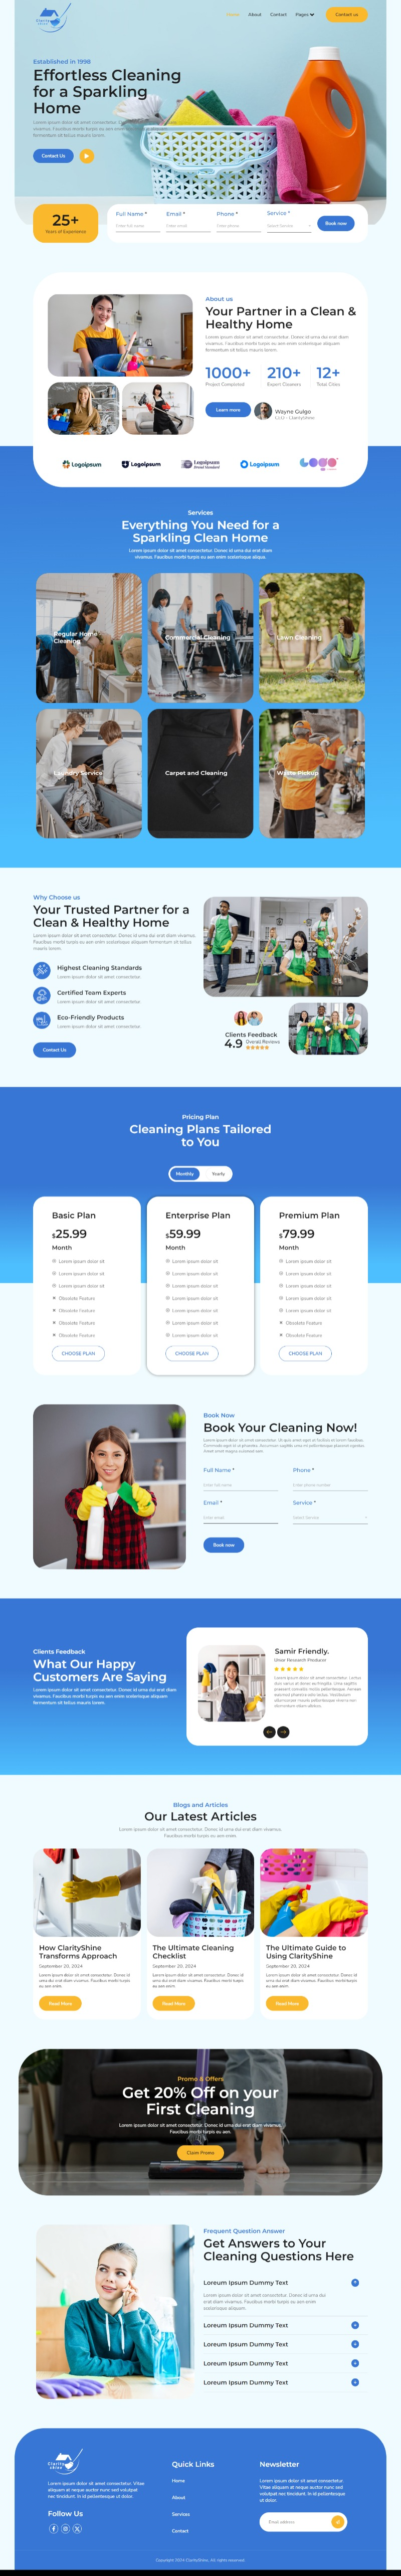 Clarity
shine
Home
About
Contact
Pages
Contact us
Established in 1998
Effortless Cleaning
for a Sparkling
Home
Lorem ipsum dolor sit amet consectetur. Donec id urna dui erat
vivamus. Faucibus morbi turpis eu aen enim scelerisque aliquam
fermentum sit tellus mauris lorem.
Contact Us
25+
Years of Experience
Full Name *
Enter full name
Email *
Enter email
Phone *
Enter phone
Service *
Select Service
Book now
About us
Your Partner in a Clean &
Healthy Home
Lorem ipsum dolor sit amet consectetur. Donec id urna dui erat diam
vivamus. Faucibus morbi turpis eu aen enim scelerisque aliquam
fermentum sit tellus mauris lorem.
1000+
Project Completed
210+
Expert Cleaners
12+
Total Cities
Learn more
Wayne Gulgo
CEO - ClarityShine
Logoipsum
Logoipsum
Logoipsum
Logoipsum
Services
Everything You Need for a
Sparkling Clean Home
Lorem ipsum dolor sit amet consectetur. Donec id urna dui erat diam
vivamus. Faucibus morbi turpis eu aen enim scelerisque aliqua.
Regular Home
Cleaning
Commercial Cleaning
Lawn Cleaning
Laundry Service
Carpet and Cleaning
Waste Pickup
Why Choose us
Your Trusted Partner for a
Clean & Healthy Home
Lorem ipsum dolor sit amet consectetur. Donec id urna dui erat diam vivamus.
Faucibus morbi turpis eu aen enim scelerisque aliquam fermentum sit tellus
mauris lorem.
Highest Cleaning Standards
Lorem ipsum dolor sit amet consectetur.
Certified Team Experts
Lorem ipsum dolor sit amet consectetur.
Eco-Friendly Products
Lorem ipsum dolor sit amet consectetur.
Contact Us
Clients Feedback
4.9
Overall Reviews
Pricing Plan
Cleaning Plans Tailored
to You
Monthly
Yearly
Basic Plan
$25.99
Month
Lorem ipsum dolor sit
Lorem ipsum dolor sit
Lorem ipsum dolor sit
Obsolete Feature
Obsolete Feature
Obsolete Feature
Obsolete Feature
CHOOSE PLAN
Enterprise Plan
$59.99
Month
Lorem ipsum dolor sit
Lorem ipsum dolor sit
Lorem ipsum dolor sit
Lorem ipsum dolor sit
Lorem ipsum dolor sit
Lorem ipsum dolor sit
Lorem ipsum dolor sit
CHOOSE PLAN
Premium Plan
$79.99
Month
Lorem ipsum dolor sit
Lorem ipsum dolor sit
Lorem ipsum dolor sit
Lorem ipsum dolor sit
Lorem ipsum dolor sit
Obsolete Feature
Obsolete Feature
CHOOSE PLAN
Book Now
Book Your Cleaning Now!
Full Name *
Enter full name
Phone *
Enter phone number
Email *
Enter email
Service *
Select Service
Book now
Clients Feedback
What Our Happy
Customers Are Saying
Lorem ipsum dolor sit amet consectetur. Donec id urna dui erat diam
vivamus. Faucibus morbi turpis eu aen enim scelerisque aliquam
fermentum sit tellus mauris lorem.
Samir Friendly.
Union Research Producer
Blogs and Articles
Our Latest Articles
Lorem ipsum dolor sit amet consectetur. Donec id urna dui erat diam vivamus.
Faucibus morbi turpis eu aen enim.
How ClarityShine
Transforms Approach
September 20, 2024
Lorem ipsum dolor sit amet consectetur. Donec id
urna dui erat diam vivamus. Faucibus morbi turpis
eu aen enim.
Read More
The Ultimate Cleaning
Checklist
September 20, 2024
Lorem ipsum dolor sit amet consectetur. Donec id
urna dui erat diam vivamus. Faucibus morbi turpis
eu aen enim.
Read More
The Ultimate Guide to
Using ClarityShine
September 20, 2024
Lorem ipsum dolor sit amet consectetur. Donec id
urna dui erat diam vivamus. Faucibus morbi turpis
eu aen enim.
Read More
Promo & Offers
Get 20% Off on your
First Cleaning
Lorem ipsum dolor sit amet consectetur. Donec id urna dui erat diam vivamus.
Faucibus morbi turpis eu aen.
Claim Promo
Frequent Question Answer
Get Answers to Your
Cleaning Questions Here
Loreum Ipsum Dummy Text
Lorem ipsum dolor sit amet consectetur. Donec id urna dui
erat diam vivamus. Faucibus morbi turpis eu aen enim
scelerisque aliquam.
Loreum Ipsum Dummy Text
Loreum Ipsum Dummy Text
Loreum Ipsum Dummy Text
Loreum Ipsum Dummy Text
Clarity
shine
Lorem ipsum dolor sit amet consectetur. Vitae
aliquam at neque auctor nunc sed volutpat
nec tincidunt. In id pellentesque ut dolor.
Follow Us
Quick Links
Home
About
Services
Contact
Newsletter
Lorem ipsum dolor sit amet consectetur.
Vitae aliquam at neque auctor nunc sed
volutpat nec tincidunt. In id pellentesque
ut dolor.
Email address
Copyright 2024 ClarityShine, All rights reserved.